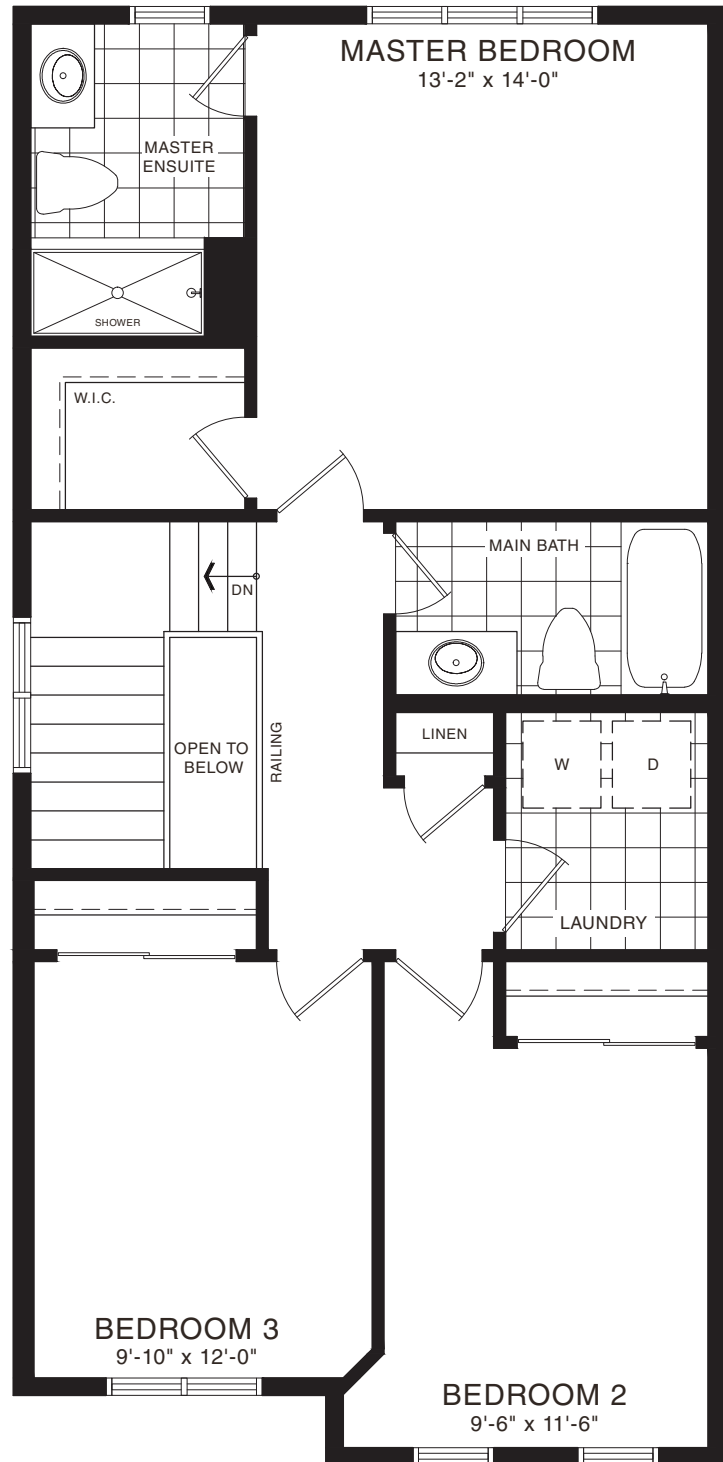 MASTER BEDROOM
13'-2" x 14'-0"
MASTER
ENSUITE
SHOWER
W.I.C.
MAIN BATH
DN
LINEN
OPEN TO
BELOW
RAILING
W
D
LAUNDRY
BEDROOM 3
9'-10" x 12'-0"
BEDROOM 2
9'-6" x 11'-6"